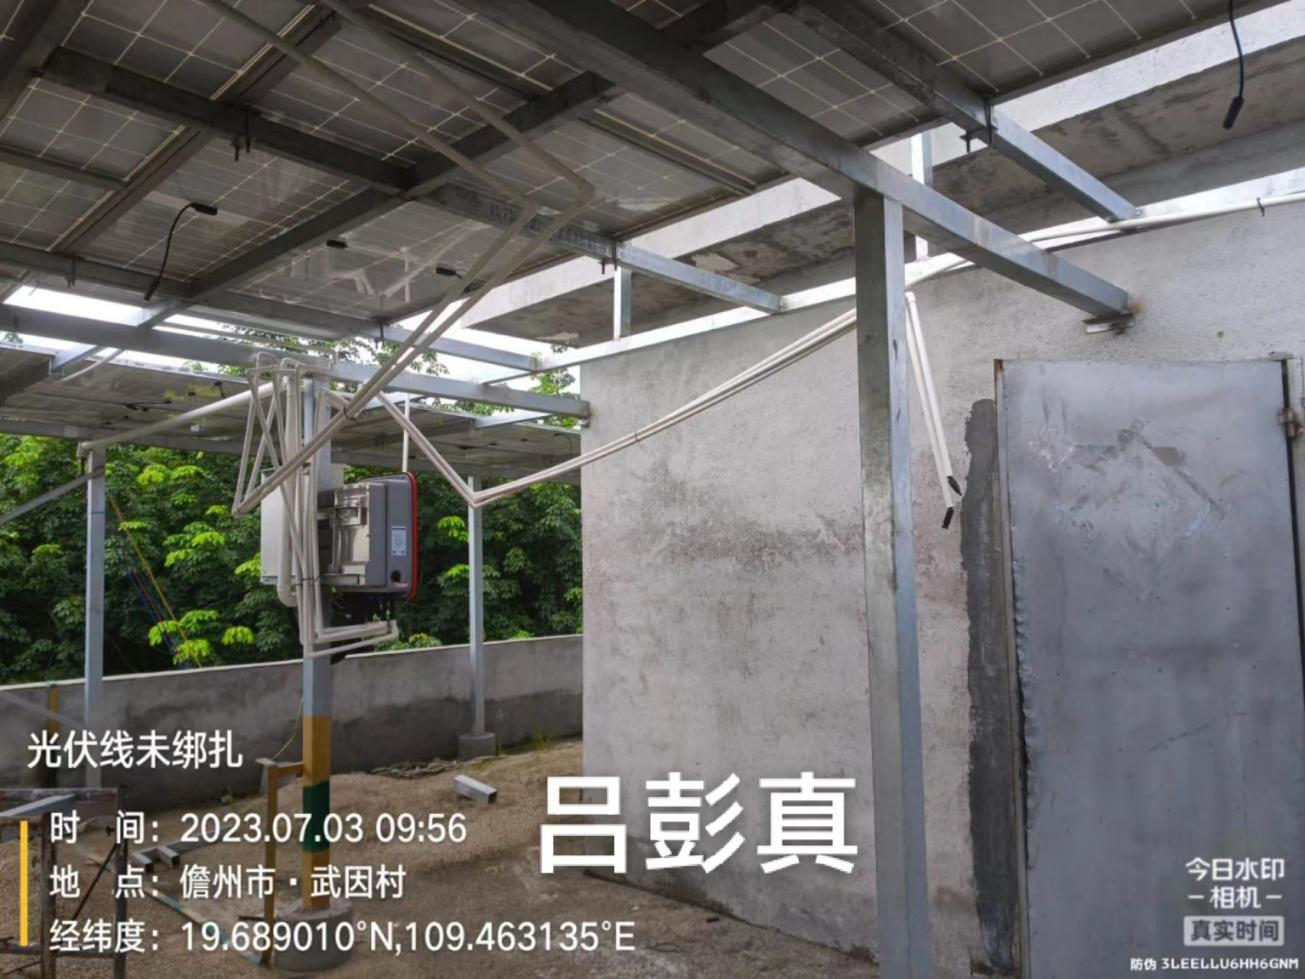 光伏线未绑扎
吕彭真
时 间：2023.07.03 09:56
地 点：儋州市·武因村
经纬度：19.689010°N,109.463135°E
今日水印
-相机-
真实时间
防伪 3LEELLU6HH6GNM